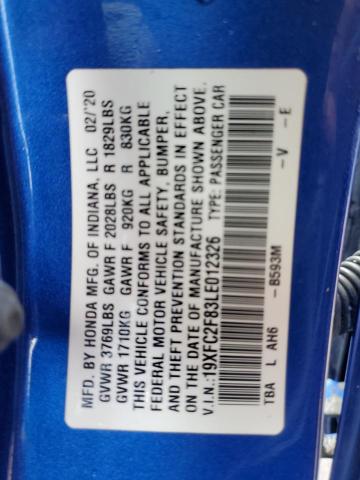 MFD. BY HONDA MFG. OF INDIANA, LLC 02/'20
GVWR 3769LBS GAWR F 2028LBS R 1829LBS
GVWR 1710KG GAWR F 920KG R 830KG
THIS VEHICLE CONFORMS TO ALL APPLICABLE
FEDERAL MOTOR VEHICLE SAFETY, BUMPER,
AND THEFT PREVENTION STANDARDS IN EFFECT
ON THE DATE OF MANUFACTURE SHOWN ABOVE.
V.I.N.:19XFC2F83LE012326 TYPE: PASSENGER CAR
TBA L AH6 -B593M -V -E